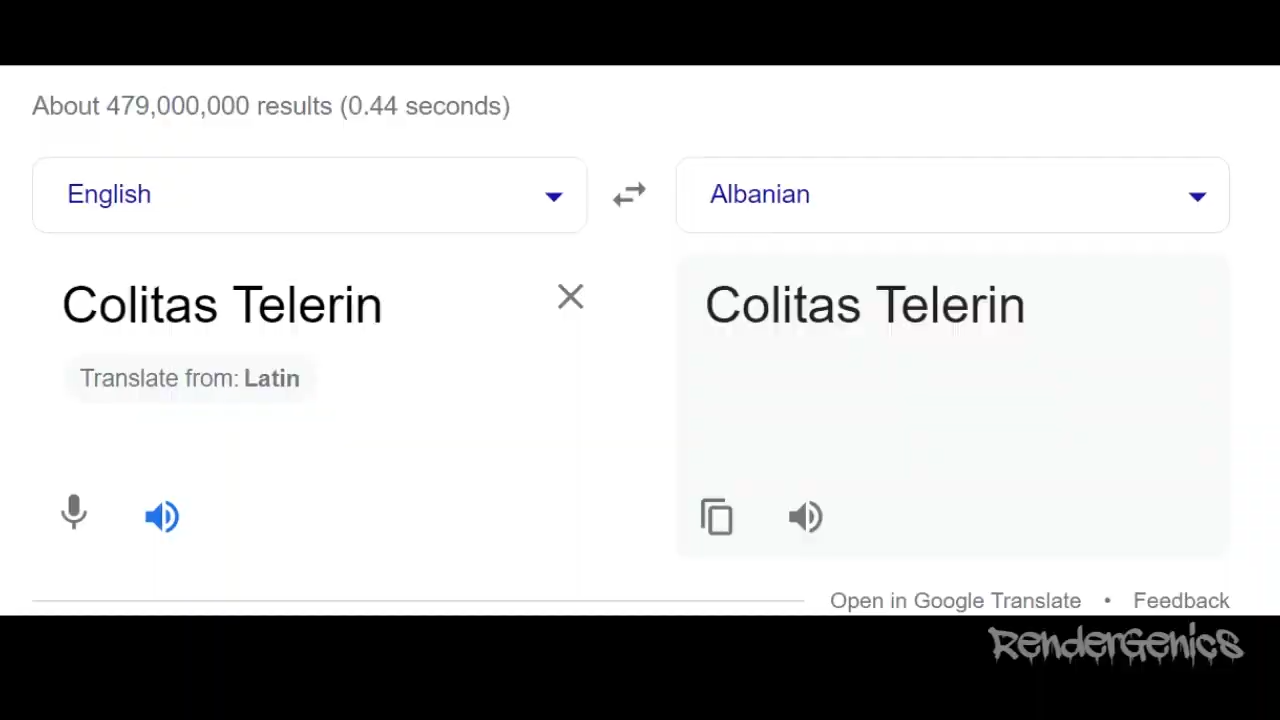 About 479,000,000 results (0.44 seconds)
English
Albanian
Colitas Telerin
Colitas Telerin
Translate from: Latin
Open in Google Translate • Feedback
RenderGenics